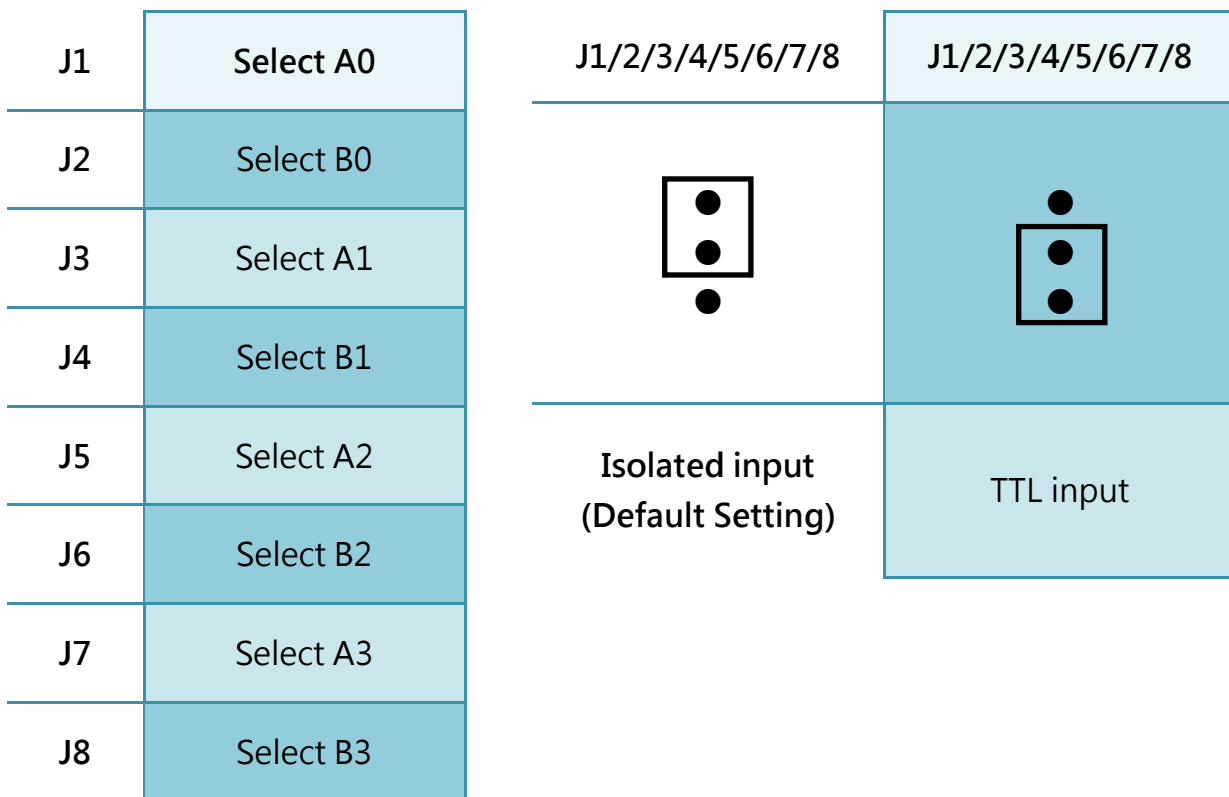 J1 Select A0
J2 Select B0
J3 Select A1
J4 Select B1
J5 Select A2
J6 Select B2
J7 Select A3
J8 Select B3
J1/2/3/4/5/6/7/8 J1/2/3/4/5/6/7/8
Isolated input
(Default Setting)
TTL input